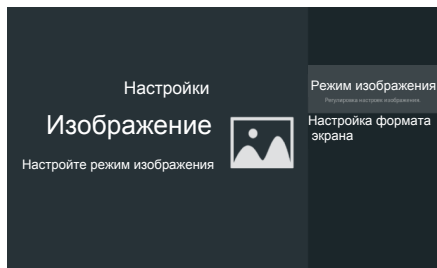 Настройки
Изображение
Настройте режим изображения
Режим изображения
Регулировка настроек изображения
Настройка формата
экрана